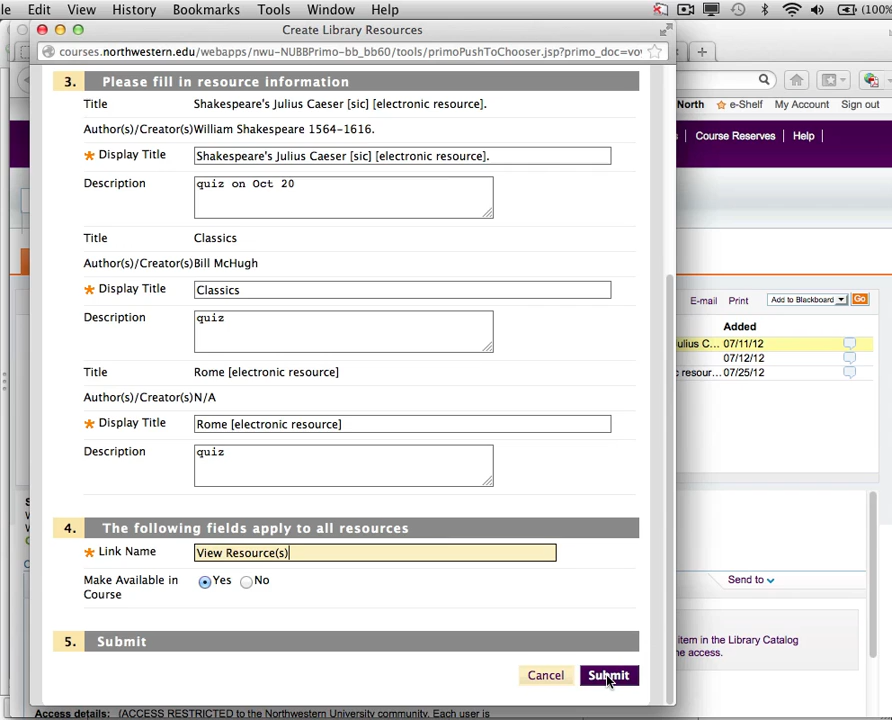 le Edit View History Bookmarks Tools Window Help (100%
Create Library Resources
courses.northwestern.edu/webapps/nwu-NUBBPrimo-bb_bb60/tools/primoPushToChooser.jsp?primo_doc=vo
North e-Shelf My Account Sign out
s Course Reserves Help
3. Please fill in resource information
Title Shakespeare's Julius Caeser [sic] [electronic resource].
Author(s)/Creator(s) William Shakespeare 1564-1616.
Display Title Shakespeare's Julius Caeser [sic] [electronic resource].
Description quiz on Oct 20
Title Classics
Author(s)/Creator(s) Bill McHugh
Display Title Classics
Description quiz
Title Rome [electronic resource]
Author(s)/Creator(s) N/A
Display Title Rome [electronic resource]
Description quiz
E-mail Print Add to Blackboard Go
Added
ulius C... 07/11/12
07/12/12
c resour... 07/25/12
4. The following fields apply to all resources
Link Name View Resource(s)
Make Available in
Course
Yes No
Send to
5. Submit
item in the Library Catalog
he access.
Cancel Submit
Access details: (ACCESS RESTRICTED to the Northwestern University community. Each user is